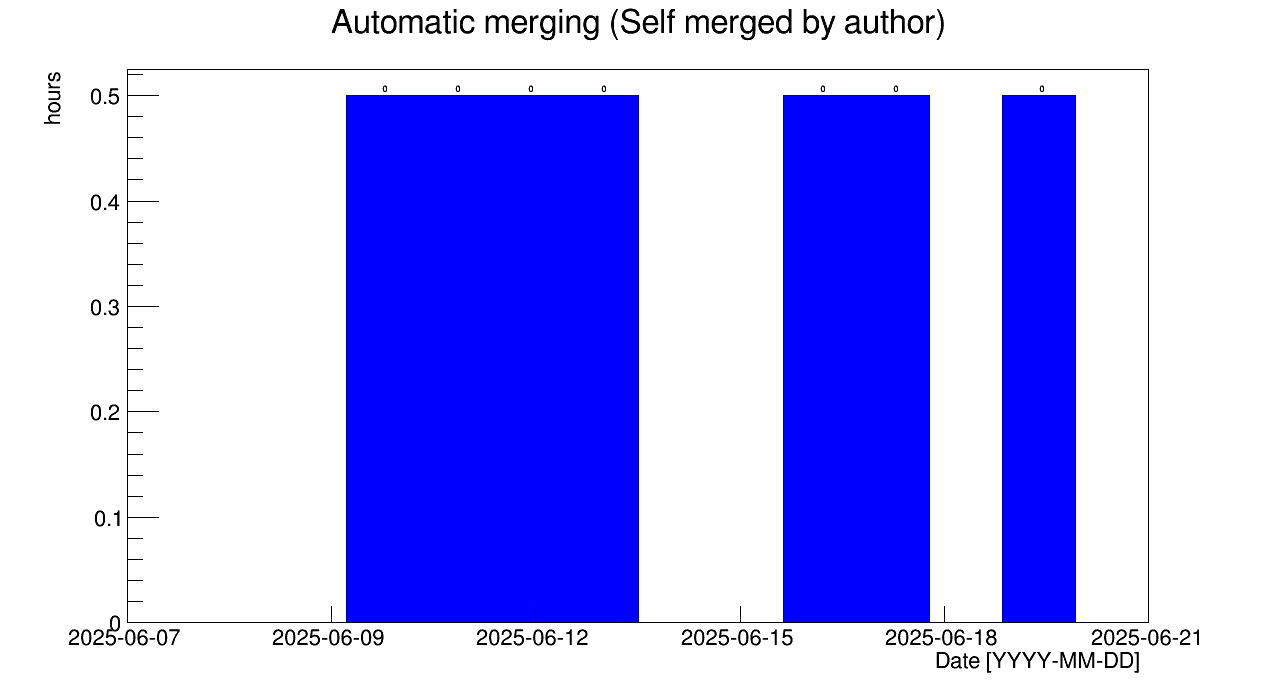 Automatic merging (Self merged by author)
hours
0 0 0 0 0 0 0
0.5
0.4
0.3
0.2
0.1
0
2025-06-07 2025-06-09 2025-06-12 2025-06-15 2025-06-18 2025-06-21
Date [YYYY-MM-DD]